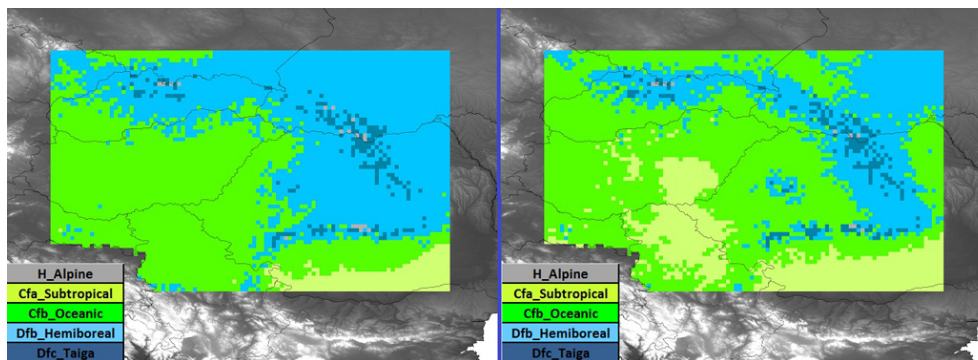 H_Alpine
Cfa_Subtropical
Cfb_Oceanic
Dfb_Hemiboreal
Dfc_Taiga
H_Alpine
Cfa_Subtropical
Cfb_Oceanic
Dfb_Hemiboreal
Dfc_Taiga